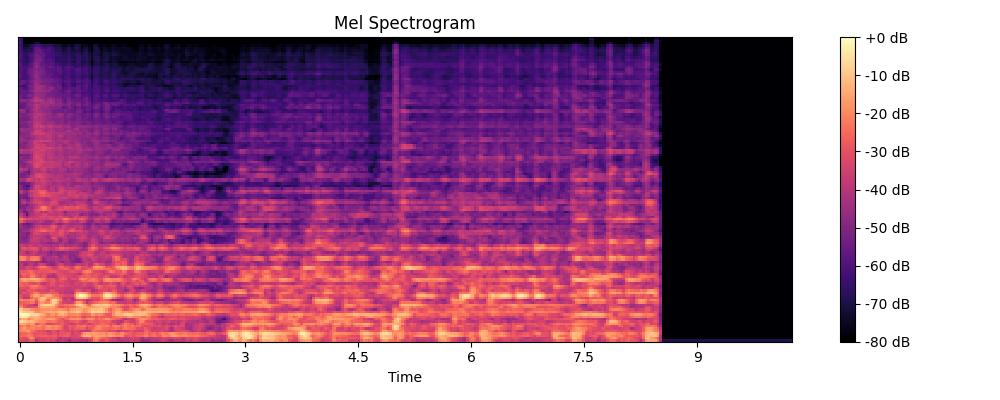 Mel Spectrogram
+0 dB
-10 dB
-20 dB
-30 dB
-40 dB
-50 dB
-60 dB
-70 dB
-80 dB
0 1.5 3 4.5 6 7.5 9
Time